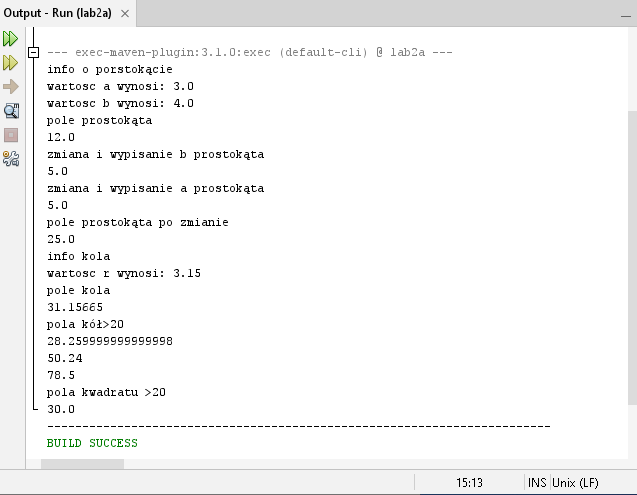 Output - Run (lab2a) ×
--- exec-maven-plugin:3.1.0:exec (default-cli) @ lab2a ---
info o porstokącie
wartosc a wynosi: 3.0
wartosc b wynosi: 4.0
pole prostokąta
12.0
zmiana i wypisanie b prostokąta
5.0
zmiana i wypisanie a prostokąta
5.0
pole prostokąta po zmianie
25.0
info kola
wartosc r wynosi: 3.15
pole kola
31.15665
pola kół>20
28.259999999999998
50.24
78.5
pola kwadratu >20
30.0
------------------------------------------------------------------------
BUILD SUCCESS
15:13 INS Unix (LF)